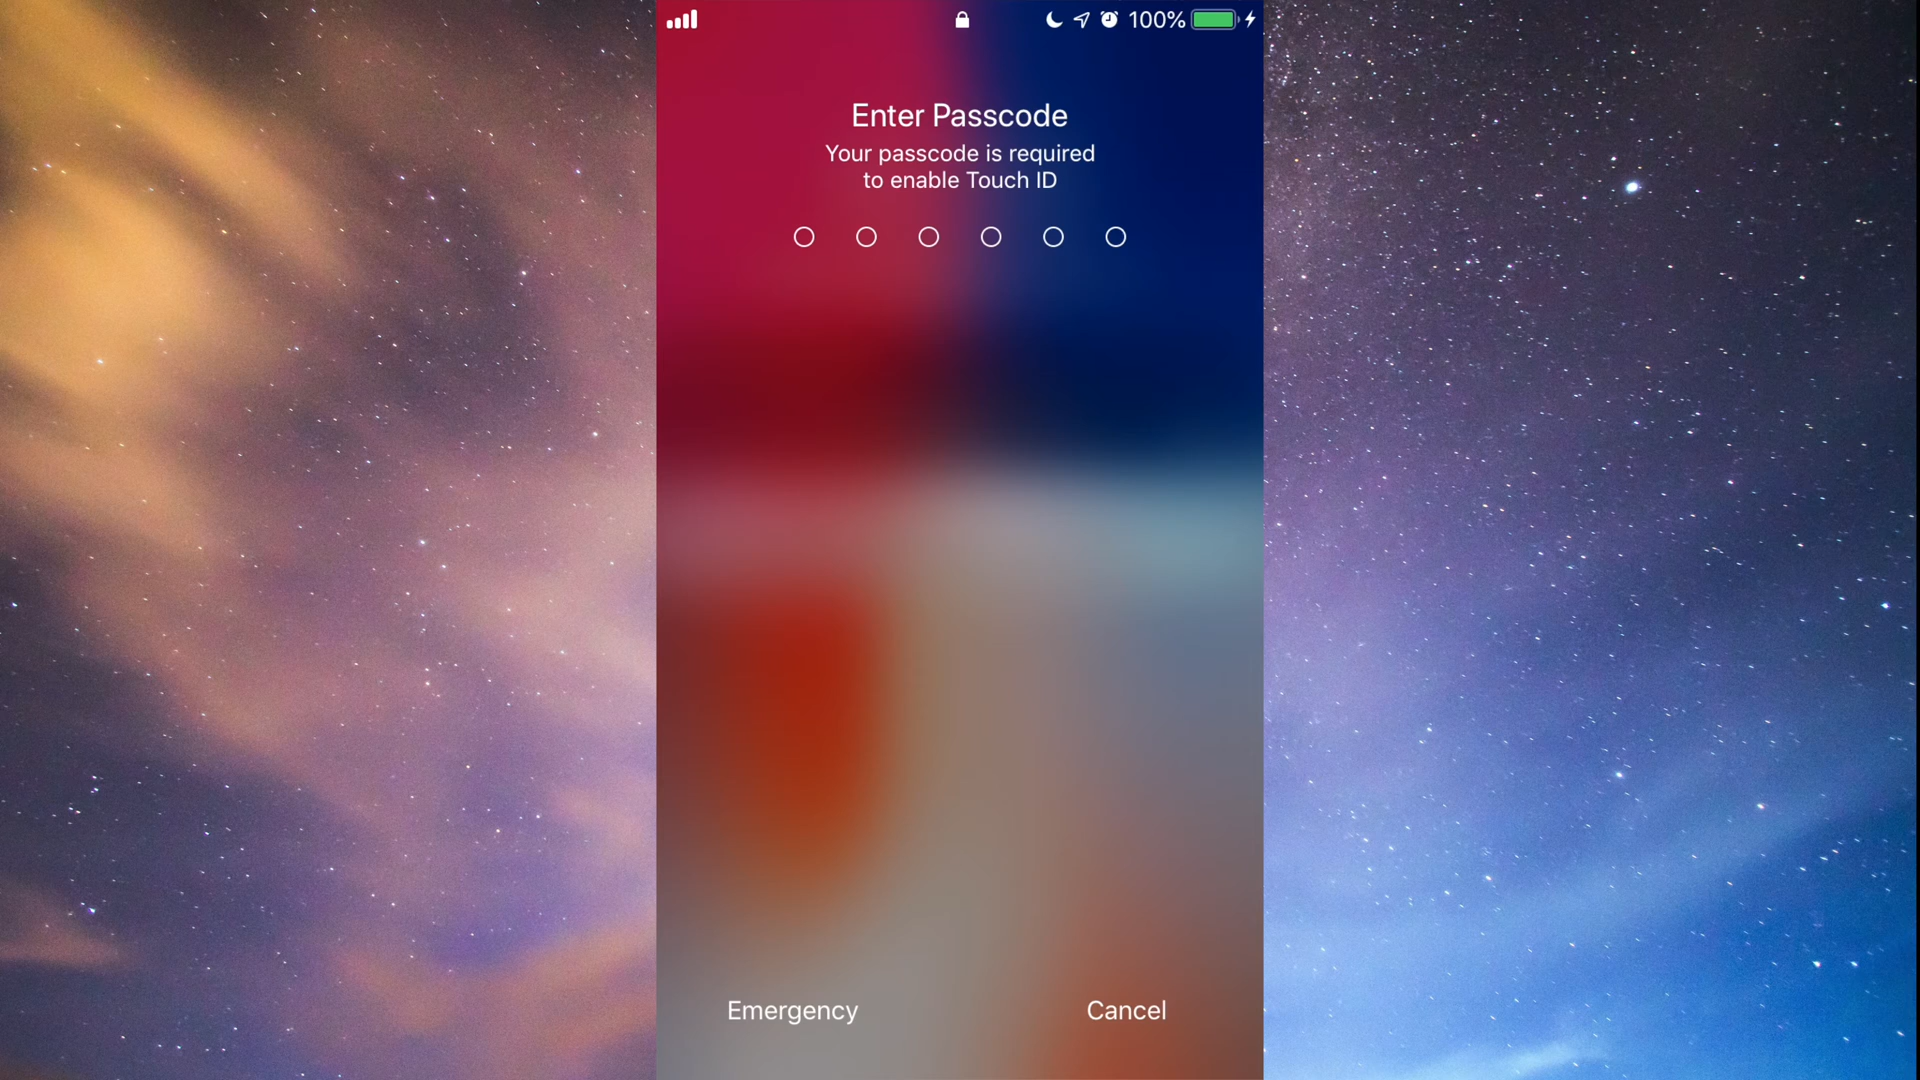 100%
Enter Passcode
Your passcode is required
to enable Touch ID
Emergency
Cancel